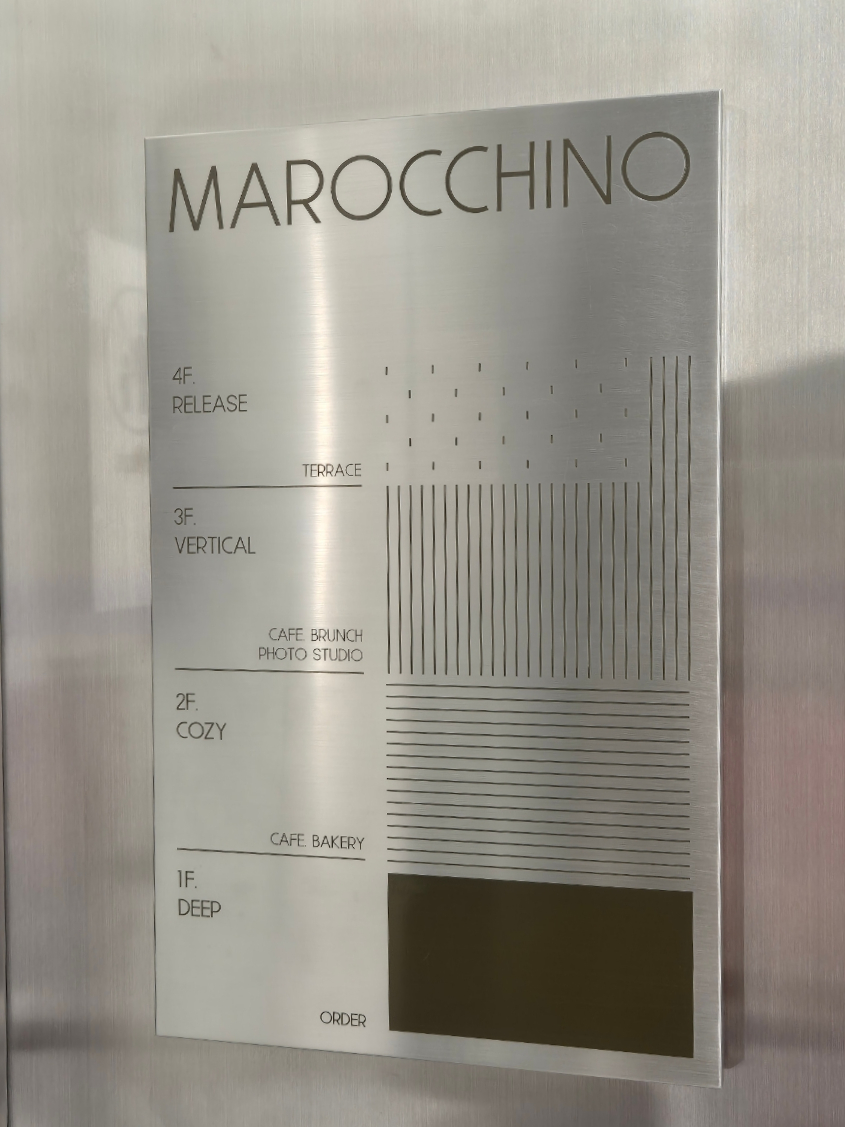 MAROCCHINO
4F.
RELEASE
TERRACE
3F.
VERTICAL
CAFE. BRUNCH
PHOTO STUDIO
2F.
COZY
CAFE. BAKERY
1F.
DEEP
ORDER